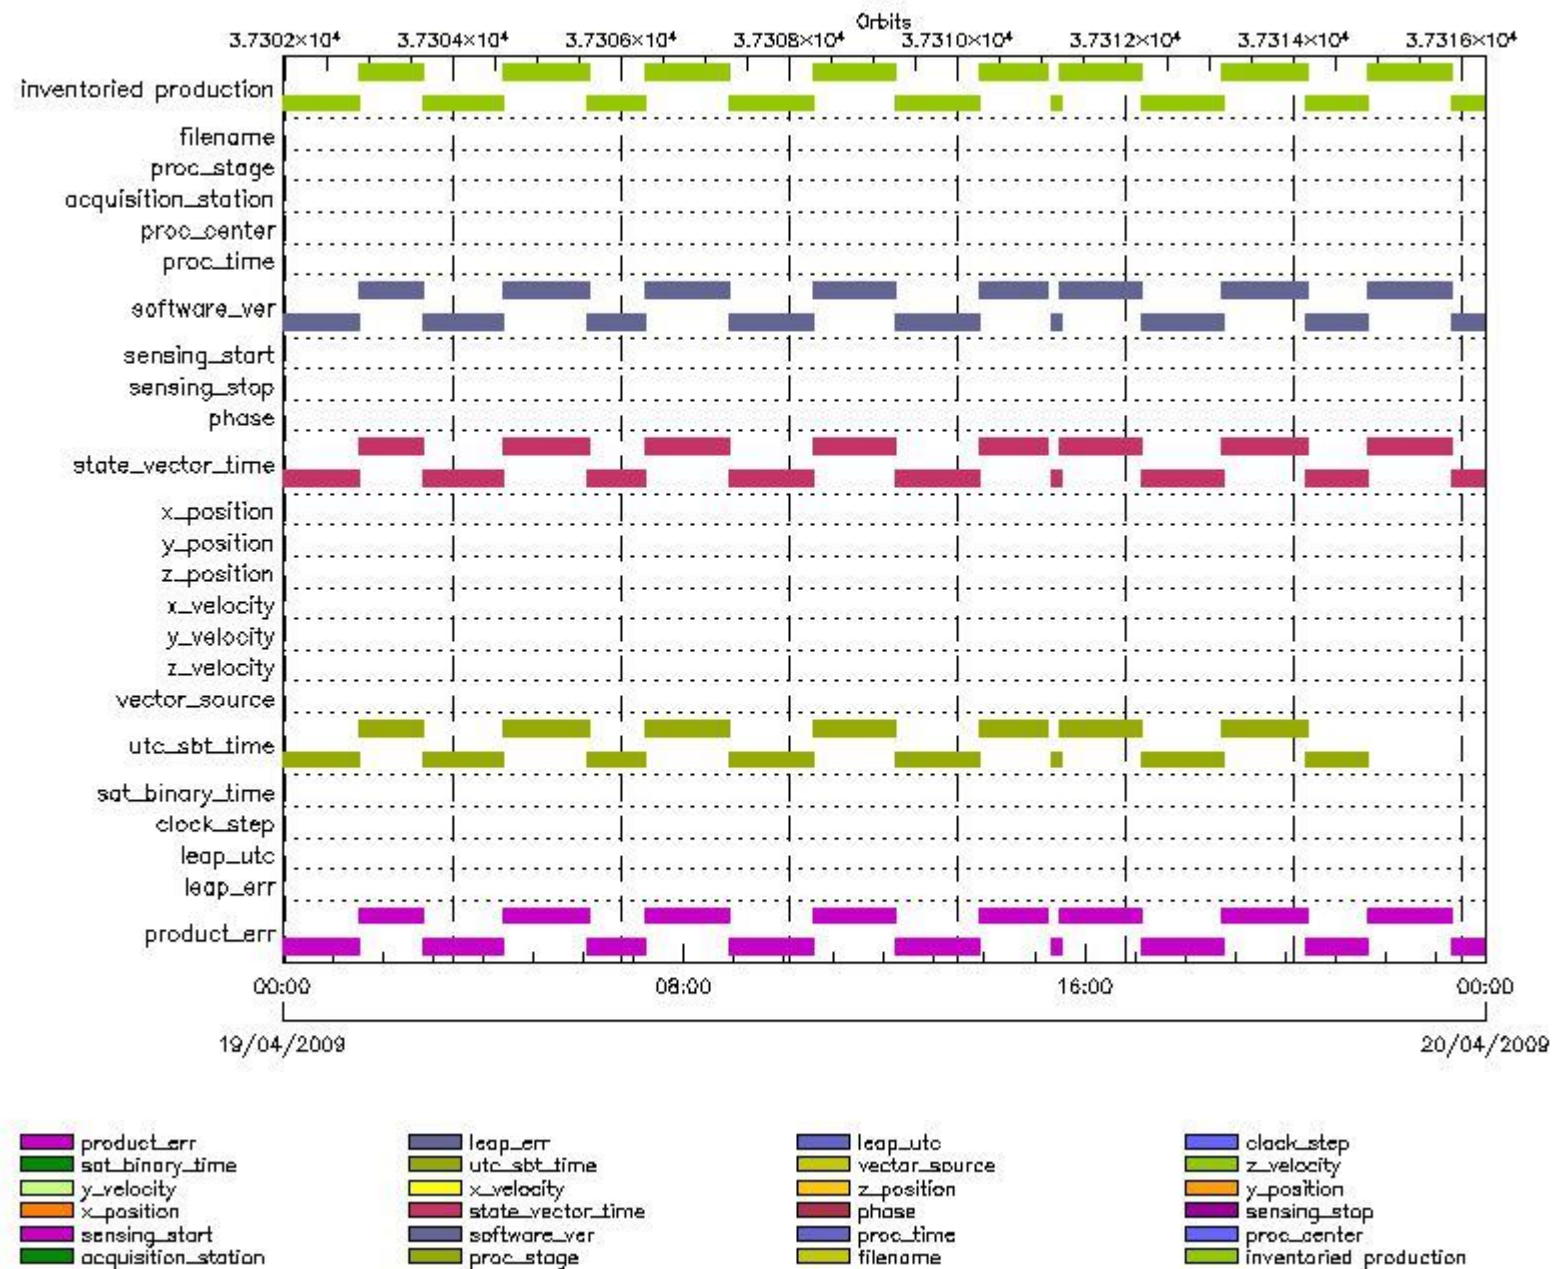 Orbits
3.7302×10⁴ 3.7304×10⁴ 3.7306×10⁴ 3.7308×10⁴ 3.7310×10⁴ 3.7312×10⁴ 3.7314×10⁴ 3.7316×10⁴
inventoried production
filename
proc_stage
acquisition_station
proc_center
proc_time
software_ver
sensing_start
sensing_stop
phase
state_vector_time
x_position
y_position
z_position
x_velocity
y_velocity
z_velocity
vector_source
utc_sbt_time
sat_binary_time
clock_step
leap_utc
leap_err
product_err
00:00 08:00 16:00 00:00
19/04/2009 20/04/2009
product_err leap_err leap_utc clock_step
sat_binary_time utc_sbt_time vector_source z_velocity
y_velocity x_velocity z_position y_position
x_position state_vector_time phase sensing_stop
sensing_start software_ver proc_time proc_center
acquisition_station proc_stage filename inventoried production